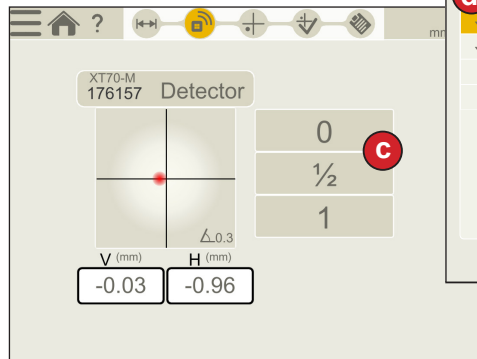 ?
mm
XT70-M
176157 Detector
0
½
1
C
0.3
V (mm) H (mm)
-0.03 -0.96